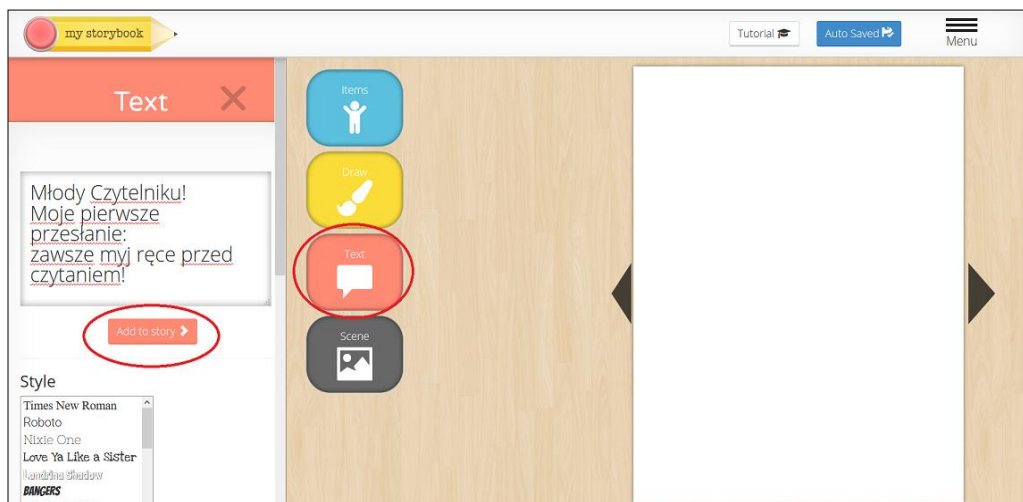 my storybook
Tutorial
Auto Saved
Menu
Text
Młody Czytelniku!
Moje pierwsze
przesłanie:
zawsze myj ręce przed
czytaniem!
Add to story
Style
Times New Roman
Roboto
Nixie One
Love Ya Like a Sister
Londrina Shadow
BANGERS
Items
Draw
Text
Scene